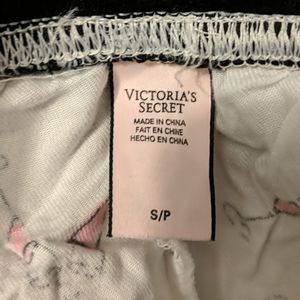 VICTORIA'S
SECRET
MADE IN CHINA
FAIT EN CHINE
HECHO EN CHINA
S/P